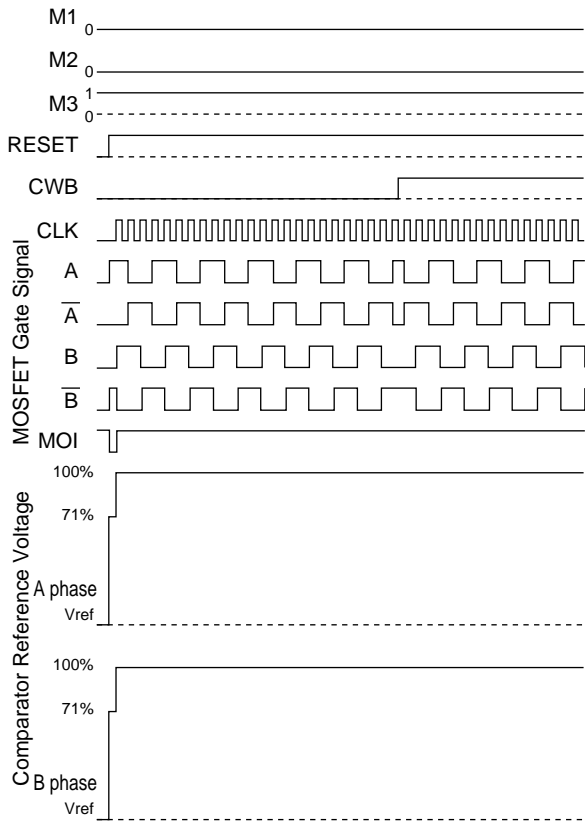 M1 0
M2 0
M3 1
0
RESET
CWB
CLK
MOSFET Gate Signal
A
A
B
B
MOI
Comparator Reference Voltage
100%
71%
A phase
Vref
100%
71%
B phase
Vref